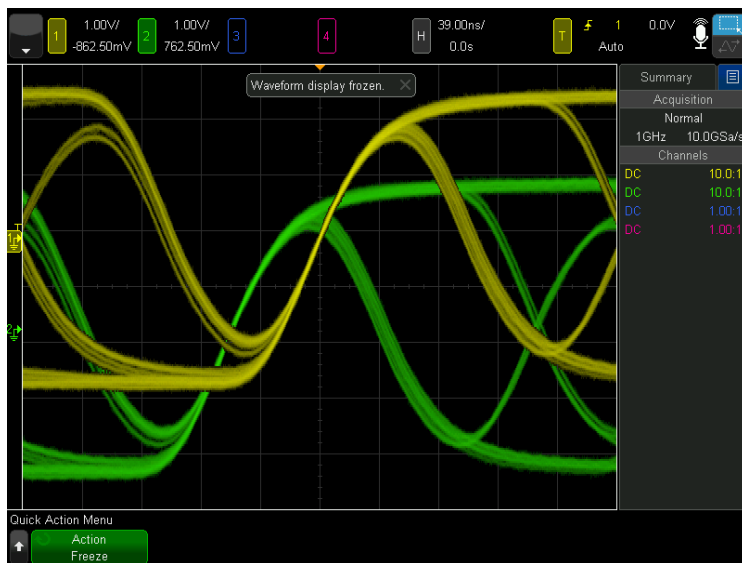 1 1.00V/ 2 1.00V/ 3 4 H 39.00ns/ T 1 0.0V
-862.50mV 762.50mV 0.0s Auto
Waveform display frozen.
Summary
Acquisition
Normal
1GHz 10.0GSa/s
Channels
DC 10.0:1
DC 10.0:1
DC 1.00:1
DC 1.00:1
T
1
2
Quick Action Menu
Action
Freeze